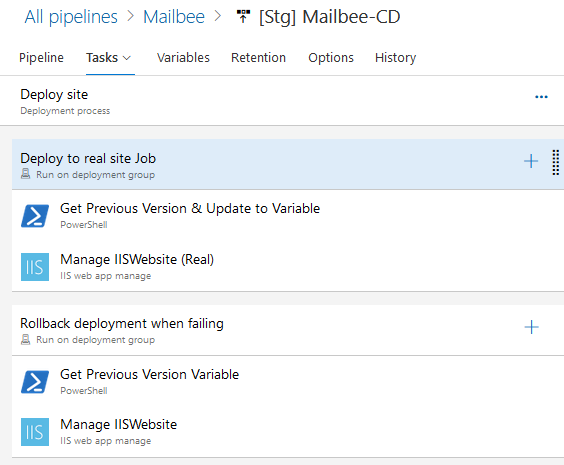 All pipelines > Mailbee > [Stg] Mailbee-CD
Pipeline Tasks Variables Retention Options History
Deploy site
Deployment process
Deploy to real site Job
Run on deployment group
Get Previous Version & Update to Variable
PowerShell
IIS Manage IISWebsite (Real)
IIS web app manage
Rollback deployment when failing
Run on deployment group
Get Previous Version Variable
PowerShell
IIS Manage IISWebsite
IIS web app manage